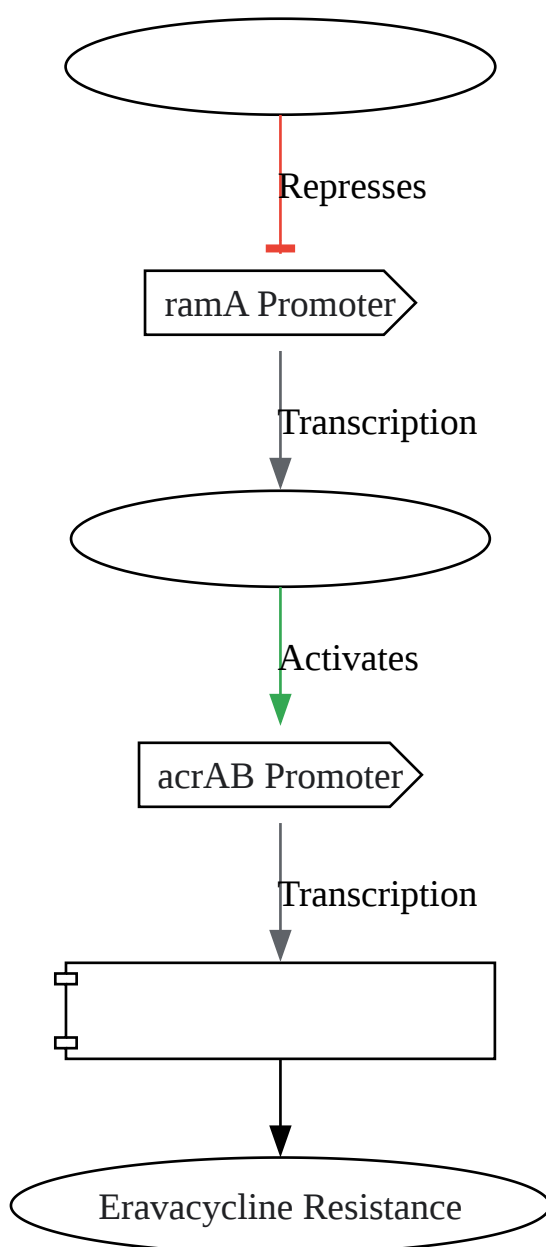 Represses
ramA Promoter
Transcription
Activates
acrAB Promoter
Transcription
Eravacycline Resistance